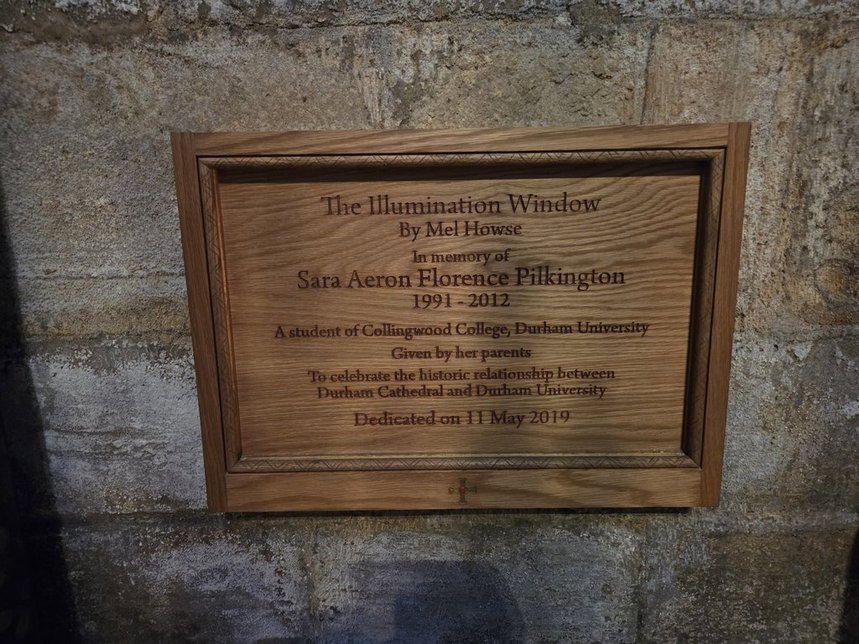 The Illumination Window
By Mel Howse
In memory of
Sara Aeron Florence Pilkington
1991 - 2012
A student of Collingwood College, Durham University
Given by her parents
To celebrate the historic relationship between
Durham Cathedral and Durham University
Dedicated on 11 May 2019